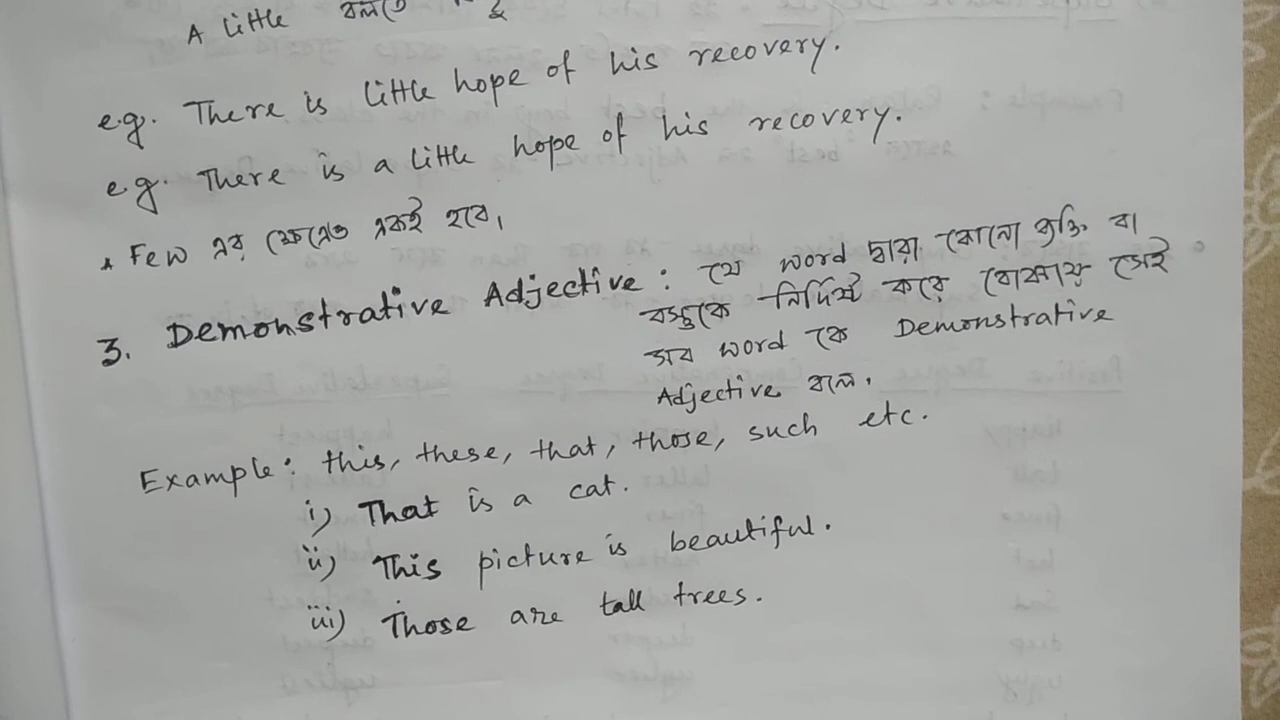 A little বলতে কিছু
e.g. There is little hope of his recovery.
e.g. There is a little hope of his recovery.
* Few এর ক্ষেত্রেও একই হবে।
3. Demonstrative Adjective : যে word দ্বারা কোনো ব্যক্তি বা
বস্তুকে নির্দিষ্ট করে বোঝায় সেই
সব word কে Demonstrative
Adjective বলে।
Example : this, these, that, those, such etc.
i) That is a cat.
ii) This picture is beautiful.
iii) Those are tall trees.